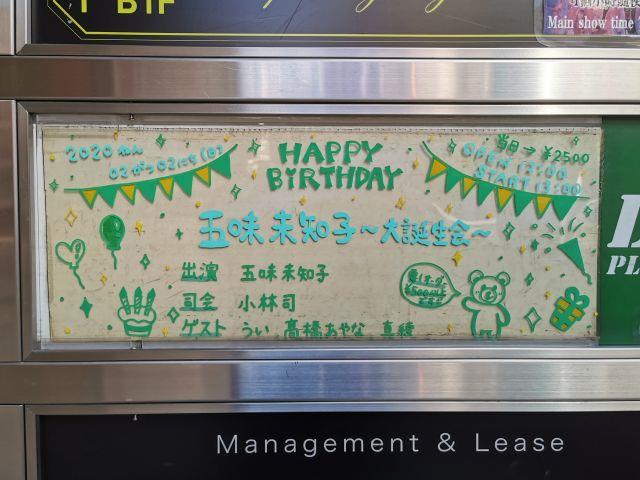 B1F
Main show time
2020ねん
02がつ02にち(日)
HAPPY
BIRTHDAY
当日→¥2500
OPEN 12:00
START 13:00
五味未知子～大誕生会～
出演 五味未知子
司会 小林司
ゲスト うい 高橋あやな 真綾
Management & Lease